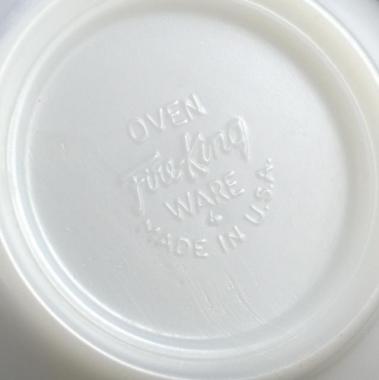 OVEN
Fire-King
WARE
4
MADE IN U.S.A.